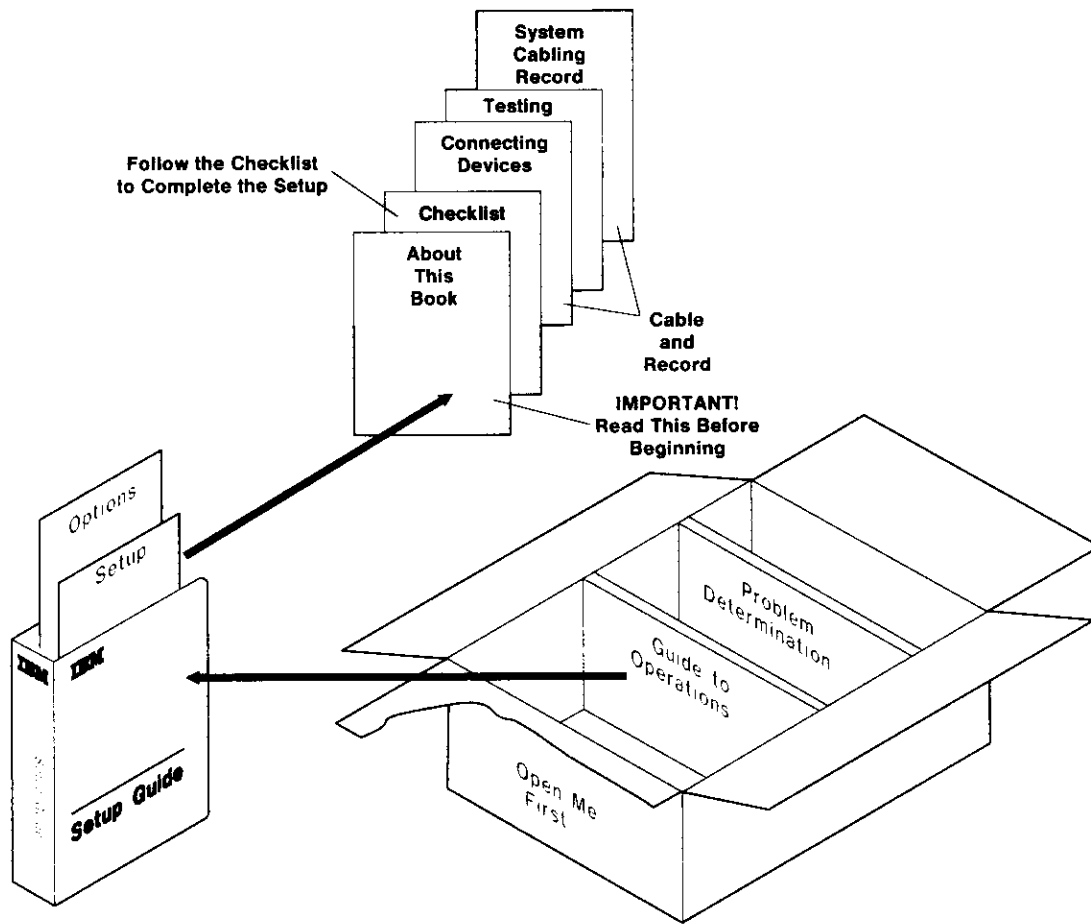 System
Cabling
Record
Testing
Connecting
Devices
Follow the Checklist
to Complete the Setup
Checklist
About
This
Book
Cable
and
Record
IMPORTANT!
Read This Before
Beginning
Options
Setup
IBM
IBM
Setup Guide
Problem
Determination
Guide to
Operations
Open Me
First